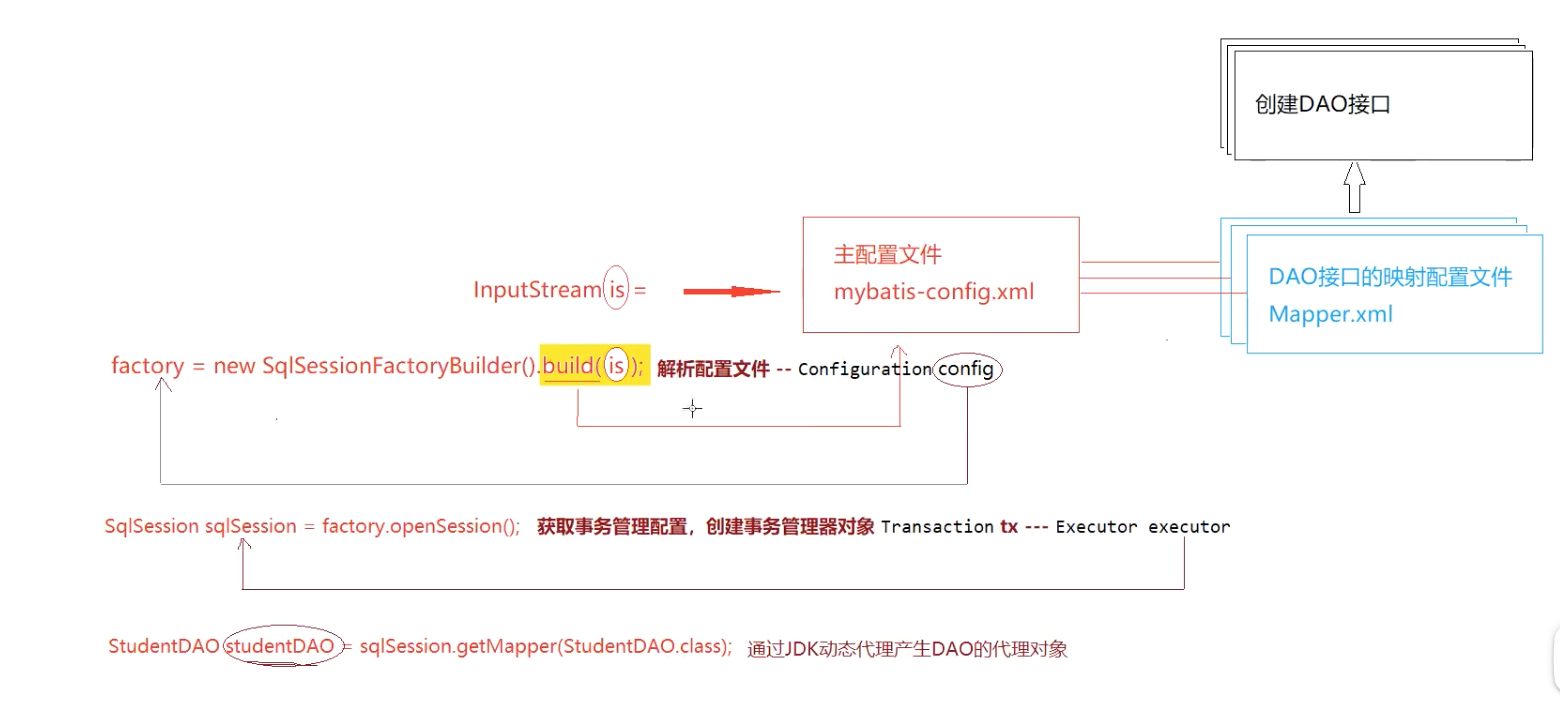 创建DAO接口
主配置文件
mybatis-config.xml
DAO接口的映射配置文件
Mapper.xml
InputStream is =
factory = new SqlSessionFactoryBuilder().build( is ); 解析配置文件 -- Configuration config
SqlSession sqlSession = factory.openSession(); 获取事务管理配置，创建事务管理器对象 Transaction tx --- Executor executor
StudentDAO studentDAO = sqlSession.getMapper(StudentDAO.class); 通过JDK动态代理产生DAO的代理对象